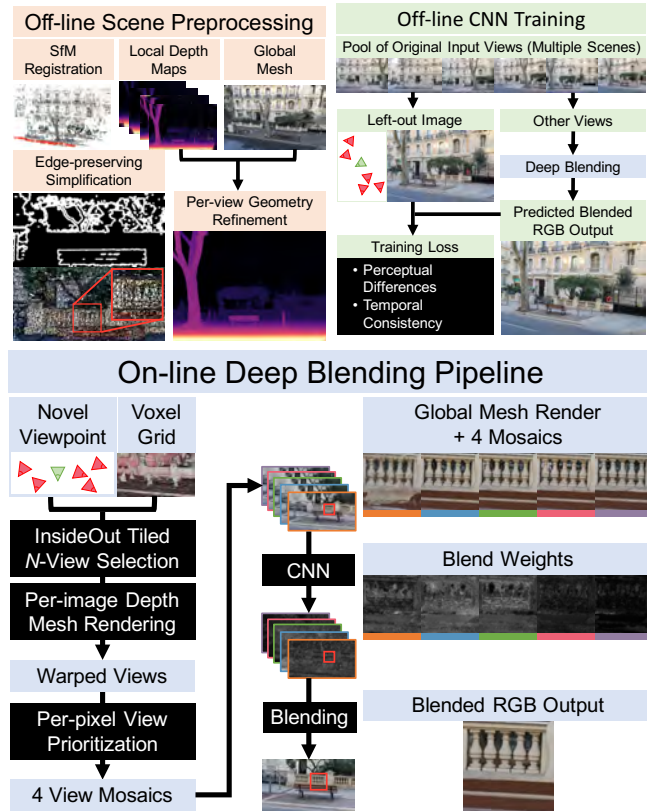 Off-line Scene Preprocessing
SfM
Registration
Local Depth
Maps
Global
Mesh
Edge-preserving
Simplification
Per-view Geometry
Refinement
Off-line CNN Training
Pool of Original Input Views (Multiple Scenes)
Left-out Image
Other Views
Deep Blending
Predicted Blended
RGB Output
Training Loss
• Perceptual
Differences
• Temporal
Consistency
On-line Deep Blending Pipeline
Novel
Viewpoint
Voxel
Grid
InsideOut Tiled
N-View Selection
Per-image Depth
Mesh Rendering
Warped Views
Per-pixel View
Prioritization
4 View Mosaics
CNN
Blending
Global Mesh Render
+ 4 Mosaics
Blend Weights
Blended RGB Output